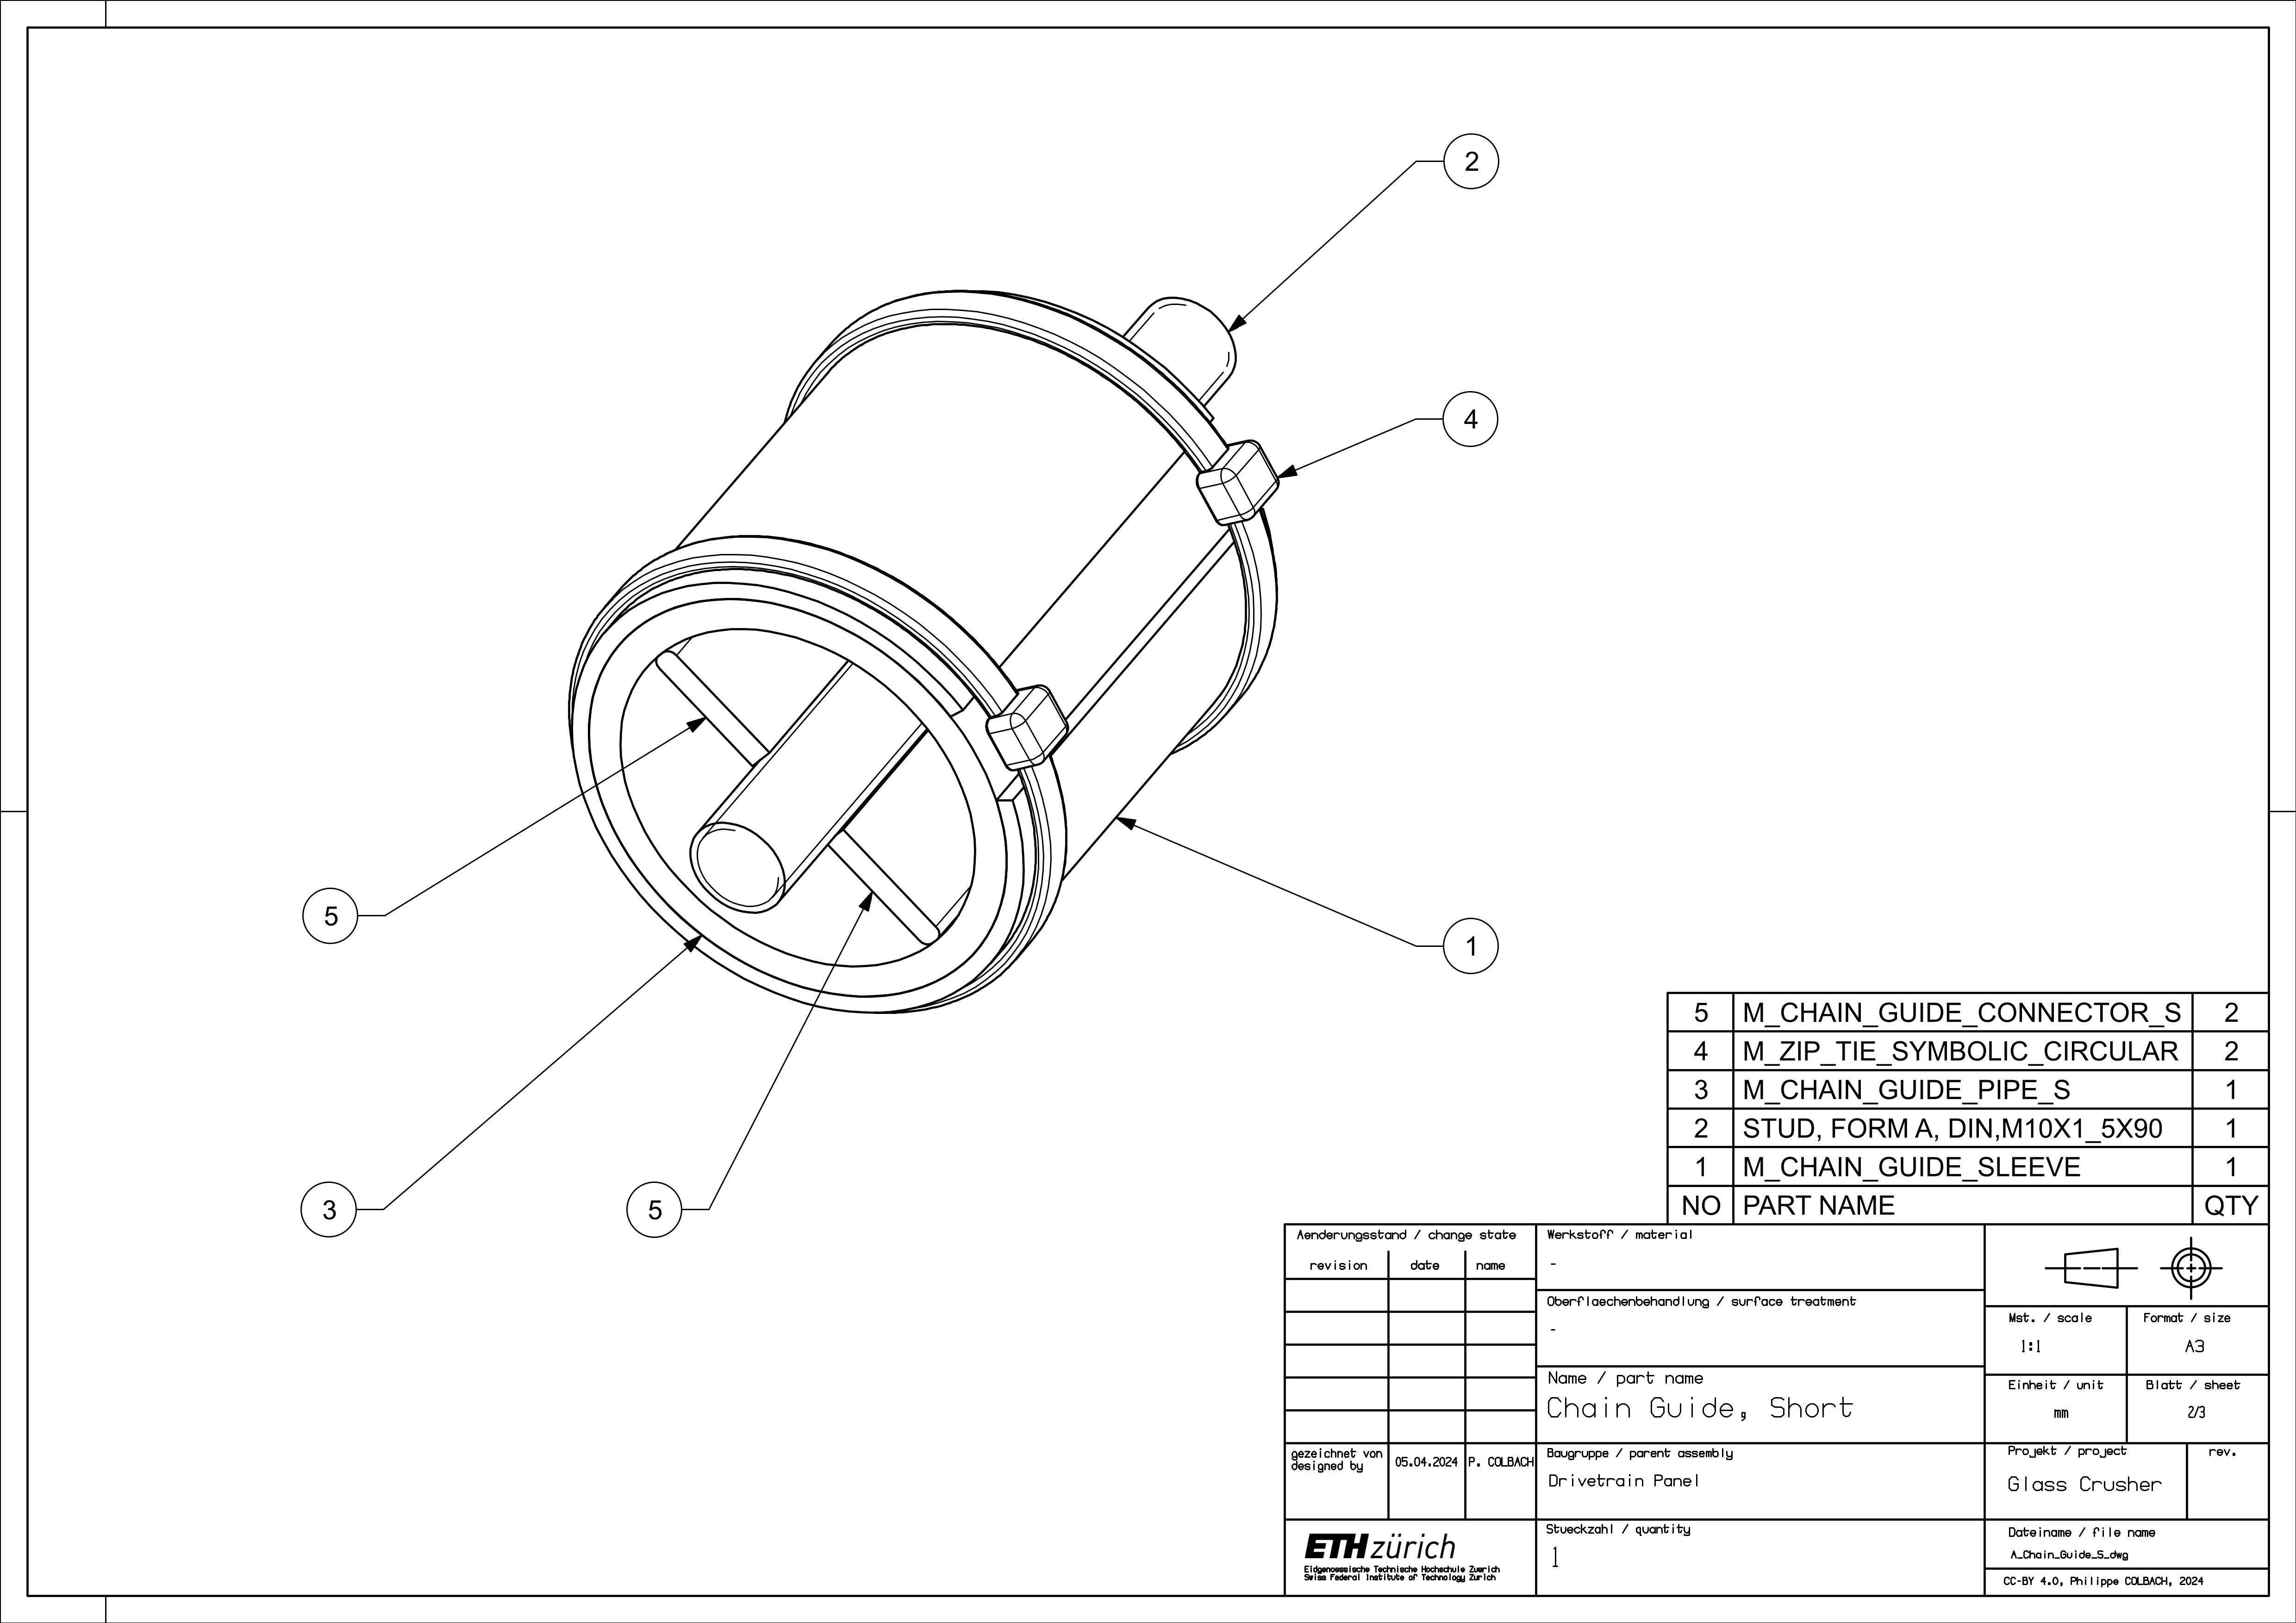 2
4
5
1
3
5
5 M_CHAIN_GUIDE_CONNECTOR_S 2
4 M_ZIP_TIE_SYMBOLIC_CIRCULAR 2
3 M_CHAIN_GUIDE_PIPE_S 1
2 STUD, FORM A, DIN,M10X1_5X90 1
1 M_CHAIN_GUIDE_SLEEVE 1
NO PART NAME QTY
Aenderungsstand / change state
revision date name
gezeichnet von
designed by
05.04.2024 P. COLBACH
ETH zürich
Eidgenoessische Technische Hochschule Zuerich
Swiss Federal Institute of Technology Zurich
Werkstoff / material
-
Oberflaechenbehandlung / surface treatment
-
Name / part name
Chain Guide, Short
Baugruppe / parent assembly
Drivetrain Panel
Stueckzahl / quantity
1
Mst. / scale
1:1
Format / size
A3
Einheit / unit
mm
Blatt / sheet
2/3
Projekt / project
Glass Crusher
rev.
Dateiname / file name
A_Chain_Guide_S_dwg
CC-BY 4.0, Philippe COLBACH, 2024